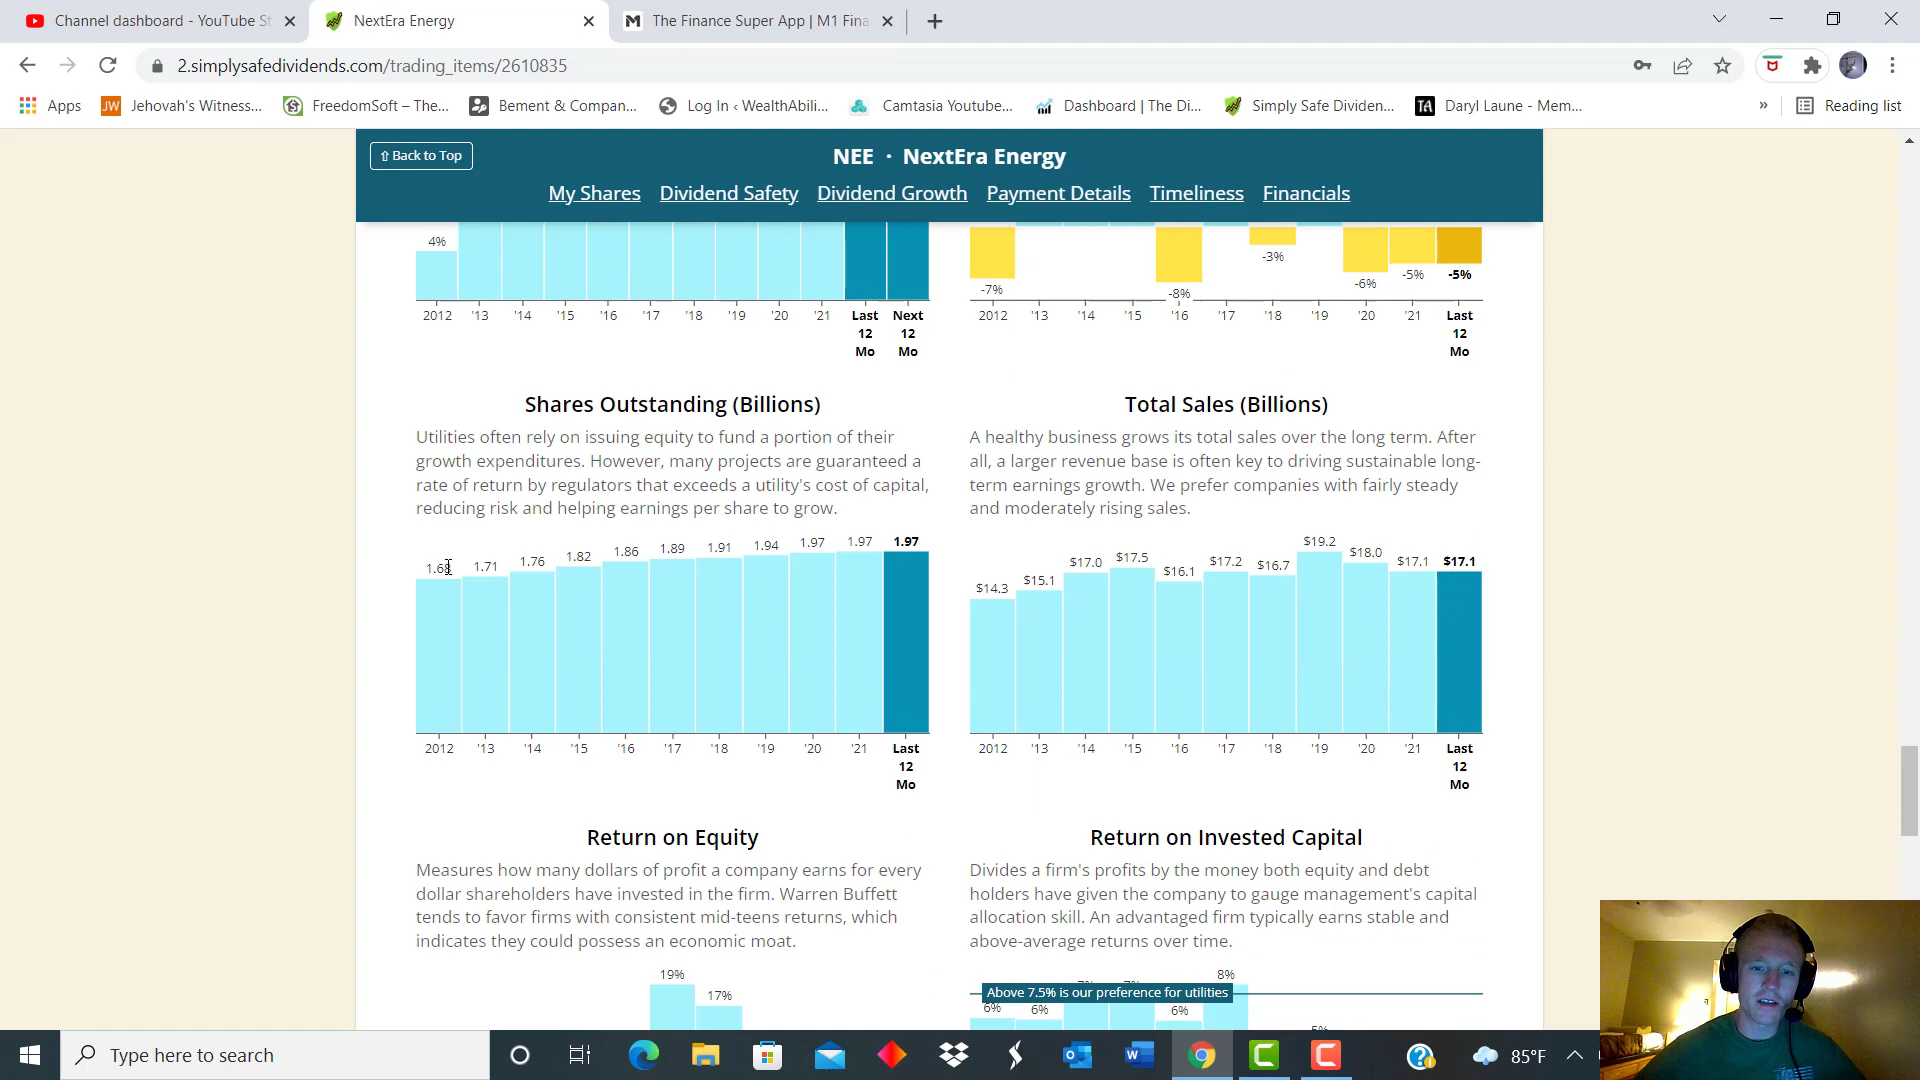 Channel dashboard - YouTube St
NextEra Energy
The Finance Super App | M1 Fina
2.simplysafedividends.com/trading_items/2610835
Apps
Jehovah's Witness...
FreedomSoft – The...
Bement & Compan...
Log In ‹ WealthAbili...
Camtasia Youtube...
Dashboard | The Di...
Simply Safe Dividen...
Daryl Laune - Mem...
»
Reading list
⇧ Back to Top
NEE · NextEra Energy
My Shares Dividend Safety Dividend Growth Payment Details Timeliness Financials
4%
2012 '13 '14 '15 '16 '17 '18 '19 '20 '21 Last 12 Mo Next 12 Mo
-7% -8% -3% -6% -5% -5%
2012 '13 '14 '15 '16 '17 '18 '19 '20 '21 Last 12 Mo
Shares Outstanding (Billions)
Utilities often rely on issuing equity to fund a portion of their
growth expenditures. However, many projects are guaranteed a
rate of return by regulators that exceeds a utility's cost of capital,
reducing risk and helping earnings per share to grow.
1.68 1.71 1.76 1.82 1.86 1.89 1.91 1.94 1.97 1.97 1.97
2012 '13 '14 '15 '16 '17 '18 '19 '20 '21 Last 12 Mo
Total Sales (Billions)
A healthy business grows its total sales over the long term. After
all, a larger revenue base is often key to driving sustainable long-
term earnings growth. We prefer companies with fairly steady
and moderately rising sales.
$14.3 $15.1 $17.0 $17.5 $16.1 $17.2 $16.7 $19.2 $18.0 $17.1 $17.1
2012 '13 '14 '15 '16 '17 '18 '19 '20 '21 Last 12 Mo
Return on Equity
Measures how many dollars of profit a company earns for every
dollar shareholders have invested in the firm. Warren Buffett
tends to favor firms with consistent mid-teens returns, which
indicates they could possess an economic moat.
19% 17%
Return on Invested Capital
Divides a firm's profits by the money both equity and debt
holders have given the company to gauge management's capital
allocation skill. An advantaged firm typically earns stable and
above-average returns over time.
8%
Above 7.5% is our preference for utilities
6% 6% 6%
Type here to search
85°F